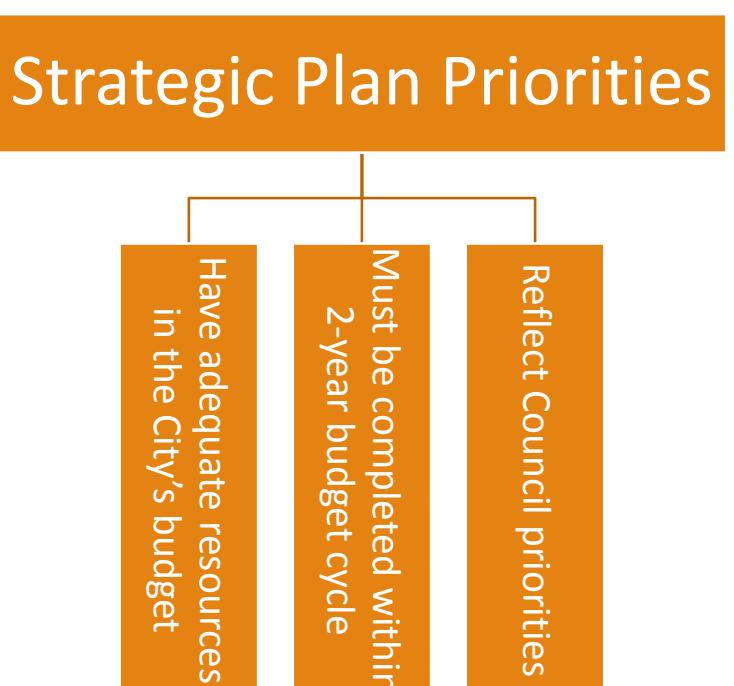 Strategic Plan Priorities
Have adequate resources
in the City’s budget
Must be completed within
2-year budget cycle
Reflect Council priorities